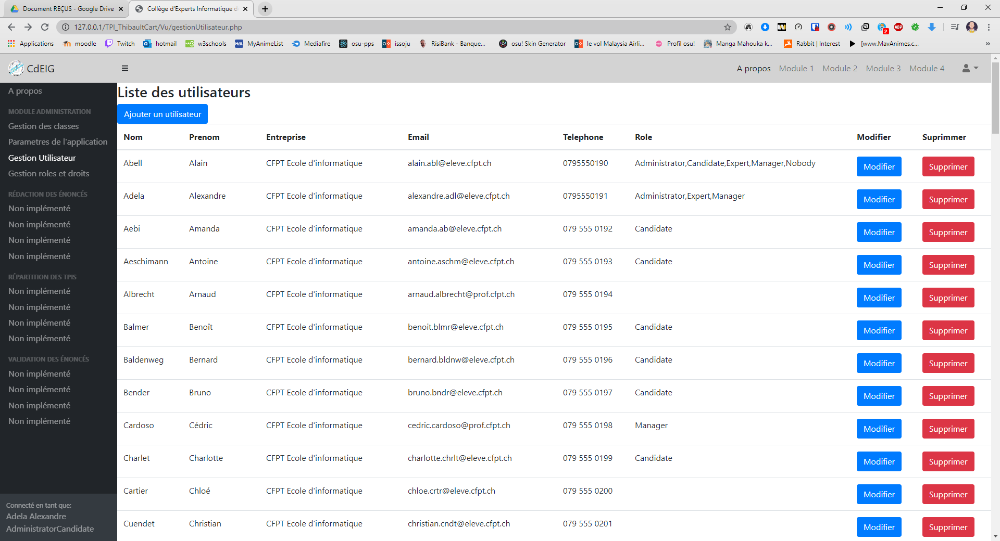 Document REÇUS - Google Drive
Collège d'Experts Informatique d
127.0.0.1/TPI_ThibaultCart/Vu/gestionUtilisateur.php
2
ABP
Applications moodle Twitch hotmail w3schools MyAnimeList Mediafire osu-pps issoju RisiBank - Banque... osu! Skin Generator le vol Malaysia Airli... Profil osu! Manga Mahouka k... Rabbit | Interest [www.MavAnimes.c... »
CdEIG
A propos Module 1 Module 2 Module 3 Module 4
A propos
MODULE ADMINISTRATION
Gestion des classes
Parametres de l'application
Gestion Utilisateur
Gestion roles et droits
RÉDACTION DES ÉNONCÉS
Non implémenté
Non implémenté
Non implémenté
Non implémenté
RÉPARTITION DES TPIS
Non implémenté
Non implémenté
Non implémenté
Non implémenté
VALIDATION DES ÉNONCÉS
Non implémenté
Non implémenté
Non implémenté
Non implémenté
Connecté en tant que:
Adela Alexandre
AdministratorCandidate
Liste des utilisateurs
Ajouter un utilisateur
Nom Prenom Entreprise Email Telephone Role Modifier Suprimmer
Abell Alain CFPT Ecole d'informatique alain.abl@eleve.cfpt.ch 0795550190 Administrator,Candidate,Expert,Manager,Nobody Modifier Supprimer
Adela Alexandre CFPT Ecole d'informatique alexandre.adl@eleve.cfpt.ch 0795550191 Administrator,Expert,Manager Modifier Supprimer
Aebi Amanda CFPT Ecole d'informatique amanda.ab@eleve.cfpt.ch 079 555 0192 Candidate Modifier Supprimer
Aeschimann Antoine CFPT Ecole d'informatique antoine.aschm@eleve.cfpt.ch 079 555 0193 Candidate Modifier Supprimer
Albrecht Arnaud CFPT Ecole d'informatique arnaud.albrecht@prof.cfpt.ch 079 555 0194 Modifier Supprimer
Balmer Benoît CFPT Ecole d'informatique benoit.blmr@eleve.cfpt.ch 079 555 0195 Candidate Modifier Supprimer
Baldenweg Bernard CFPT Ecole d'informatique bernard.bldnw@eleve.cfpt.ch 079 555 0196 Candidate Modifier Supprimer
Bender Bruno CFPT Ecole d'informatique bruno.bndr@eleve.cfpt.ch 079 555 0197 Candidate Modifier Supprimer
Cardoso Cédric CFPT Ecole d'informatique cedric.cardoso@prof.cfpt.ch 079 555 0198 Manager Modifier Supprimer
Charlet Charlotte CFPT Ecole d'informatique charlotte.chrlt@eleve.cfpt.ch 079 555 0199 Candidate Modifier Supprimer
Cartier Chloé CFPT Ecole d'informatique chloe.crtr@eleve.cfpt.ch 079 555 0200 Modifier Supprimer
Cuendet Christian CFPT Ecole d'informatique christian.cndt@eleve.cfpt.ch 079 555 0201 Modifier Supprimer